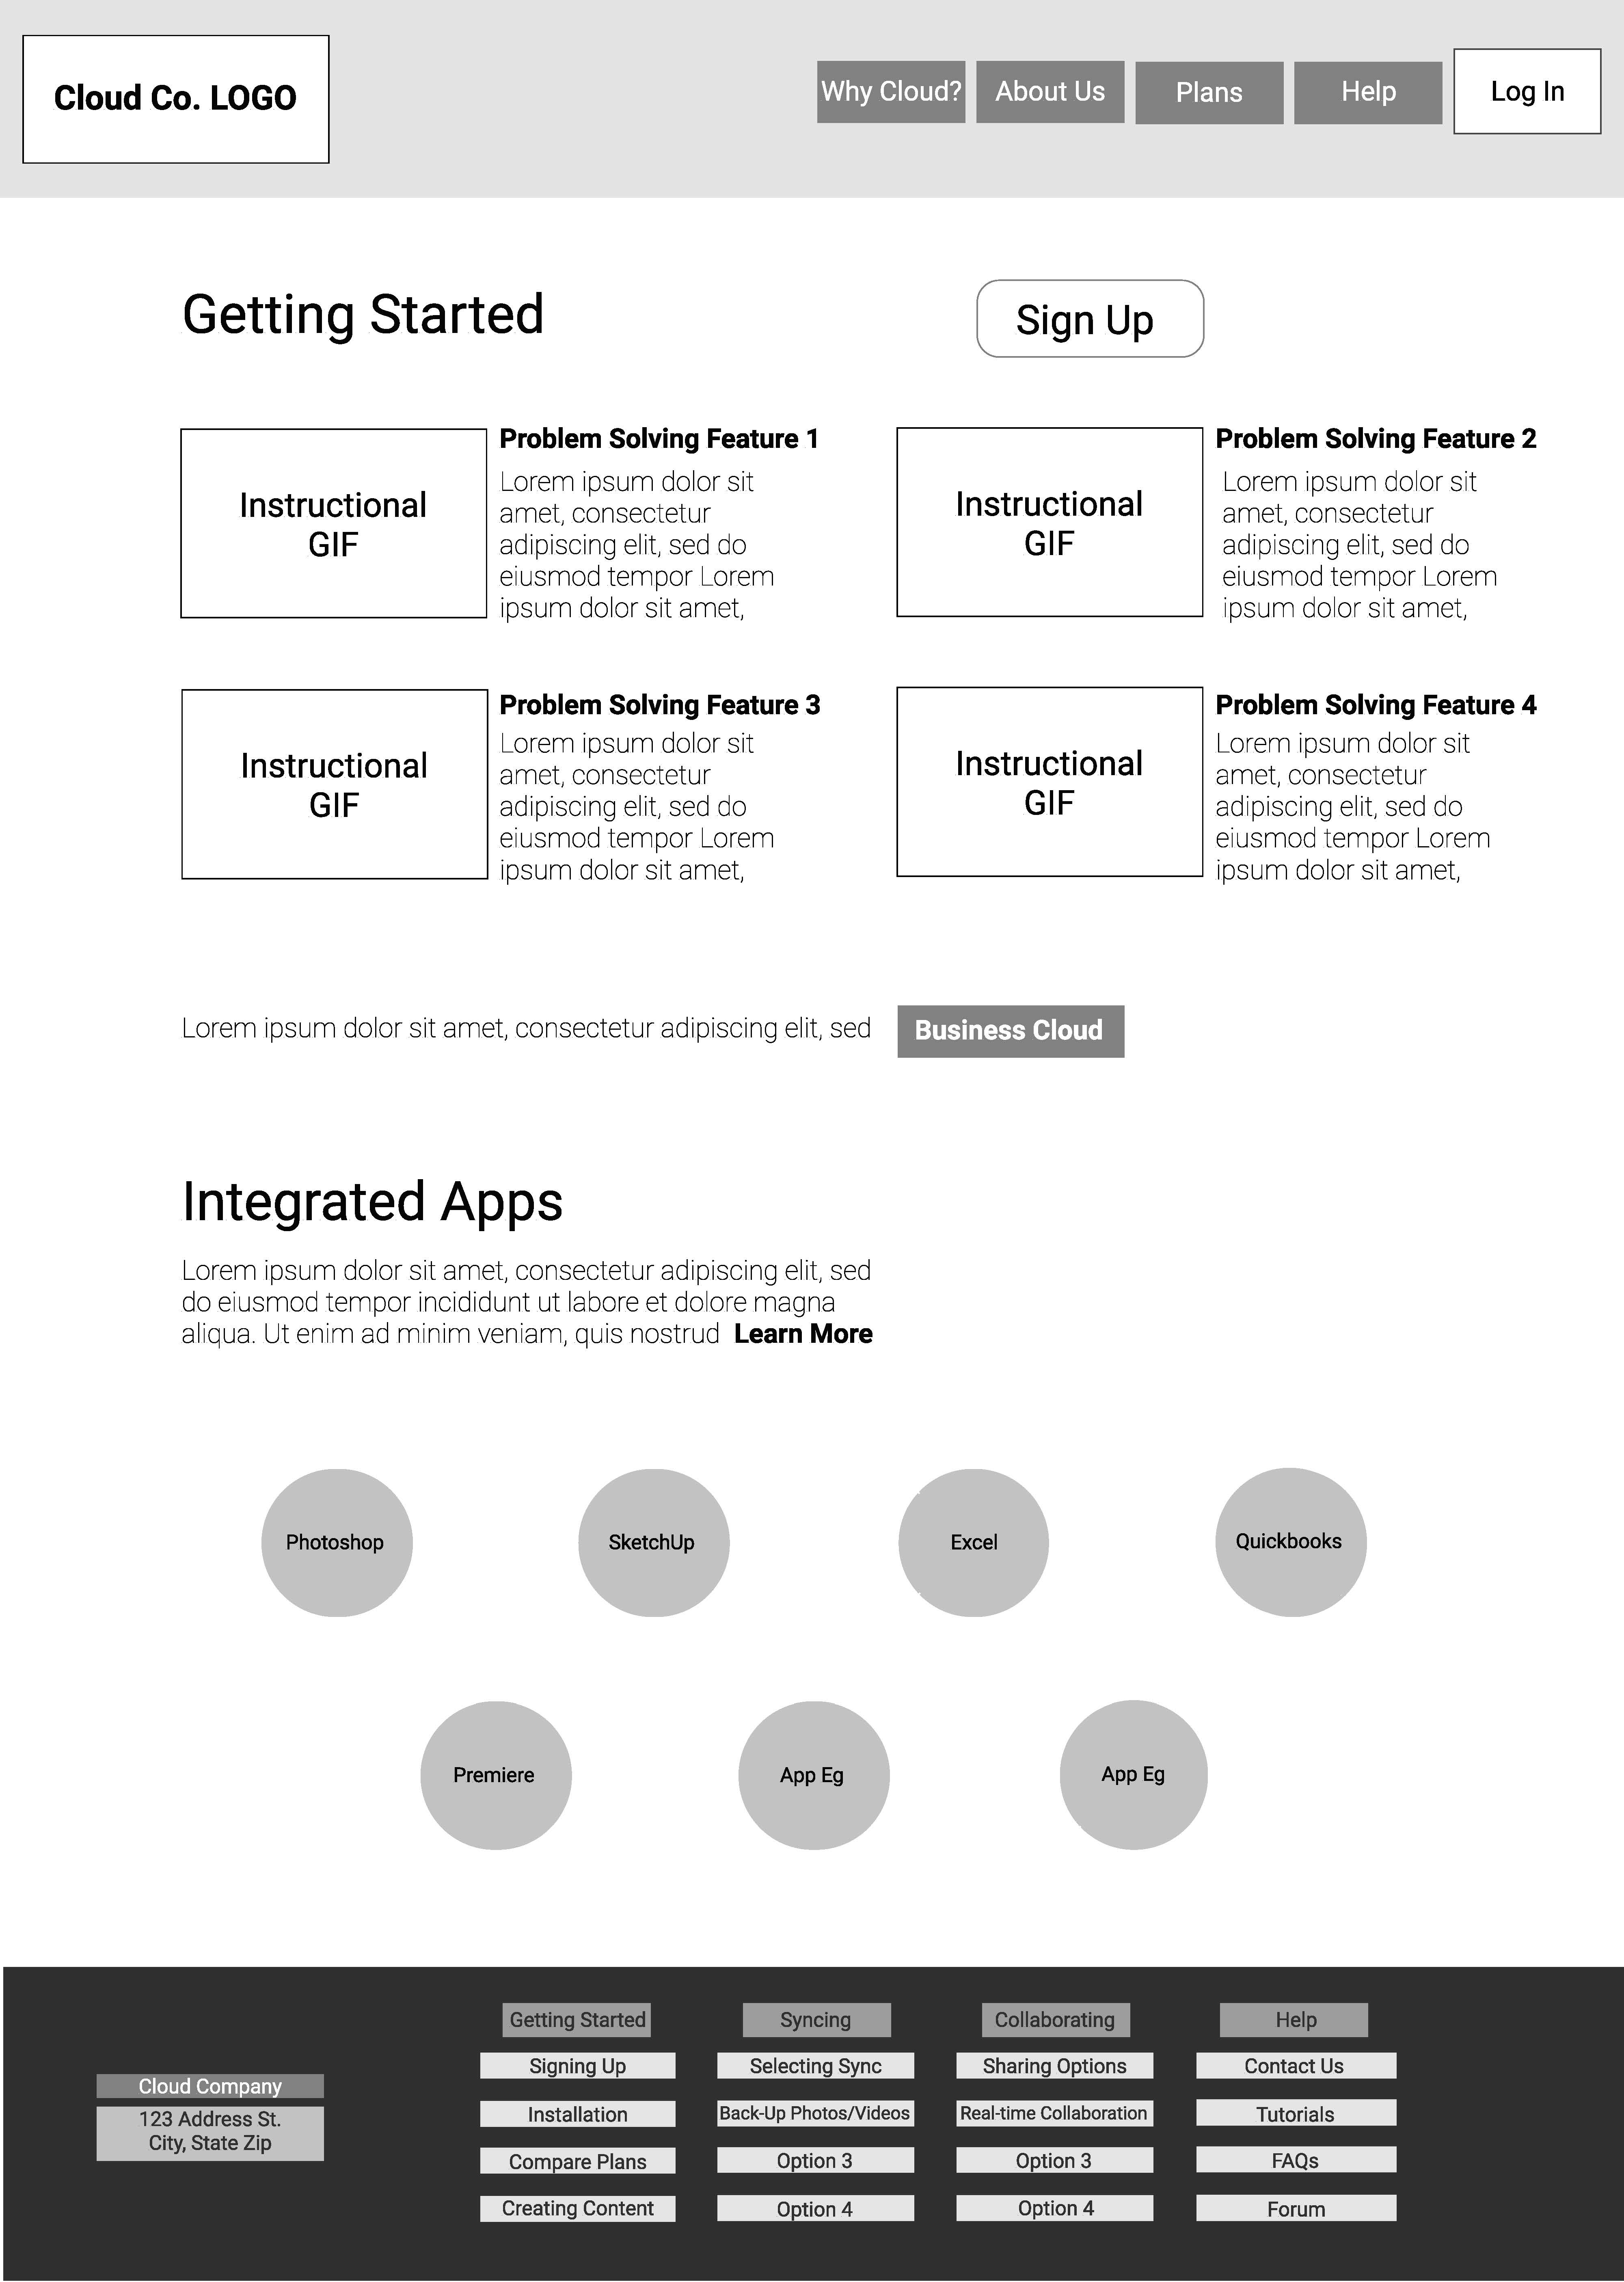 Cloud Co. LOGO
Why Cloud?
About Us
Plans
Help
Log In
Getting Started
Sign Up
Instructional
GIF
Problem Solving Feature 1
Lorem ipsum dolor sit
amet, consectetur
adipiscing elit, sed do
eiusmod tempor Lorem
ipsum dolor sit amet,
Instructional
GIF
Problem Solving Feature 2
Lorem ipsum dolor sit
amet, consectetur
adipiscing elit, sed do
eiusmod tempor Lorem
ipsum dolor sit amet,
Instructional
GIF
Problem Solving Feature 3
Lorem ipsum dolor sit
amet, consectetur
adipiscing elit, sed do
eiusmod tempor Lorem
ipsum dolor sit amet,
Instructional
GIF
Problem Solving Feature 4
Lorem ipsum dolor sit
amet, consectetur
adipiscing elit, sed do
eiusmod tempor Lorem
ipsum dolor sit amet,
Lorem ipsum dolor sit amet, consectetur adipiscing elit, sed
Business Cloud
Integrated Apps
Lorem ipsum dolor sit amet, consectetur adipiscing elit, sed
do eiusmod tempor incididunt ut labore et dolore magna
aliqua. Ut enim ad minim veniam, quis nostrud Learn More
Photoshop
SketchUp
Excel
Quickbooks
Premiere
App Eg
App Eg
Cloud Company
123 Address St.
City, State Zip
Getting Started
Signing Up
Installation
Compare Plans
Creating Content
Syncing
Selecting Sync
Back-Up Photos/Videos
Option 3
Option 4
Collaborating
Sharing Options
Real-time Collaboration
Option 3
Option 4
Help
Contact Us
Tutorials
FAQs
Forum